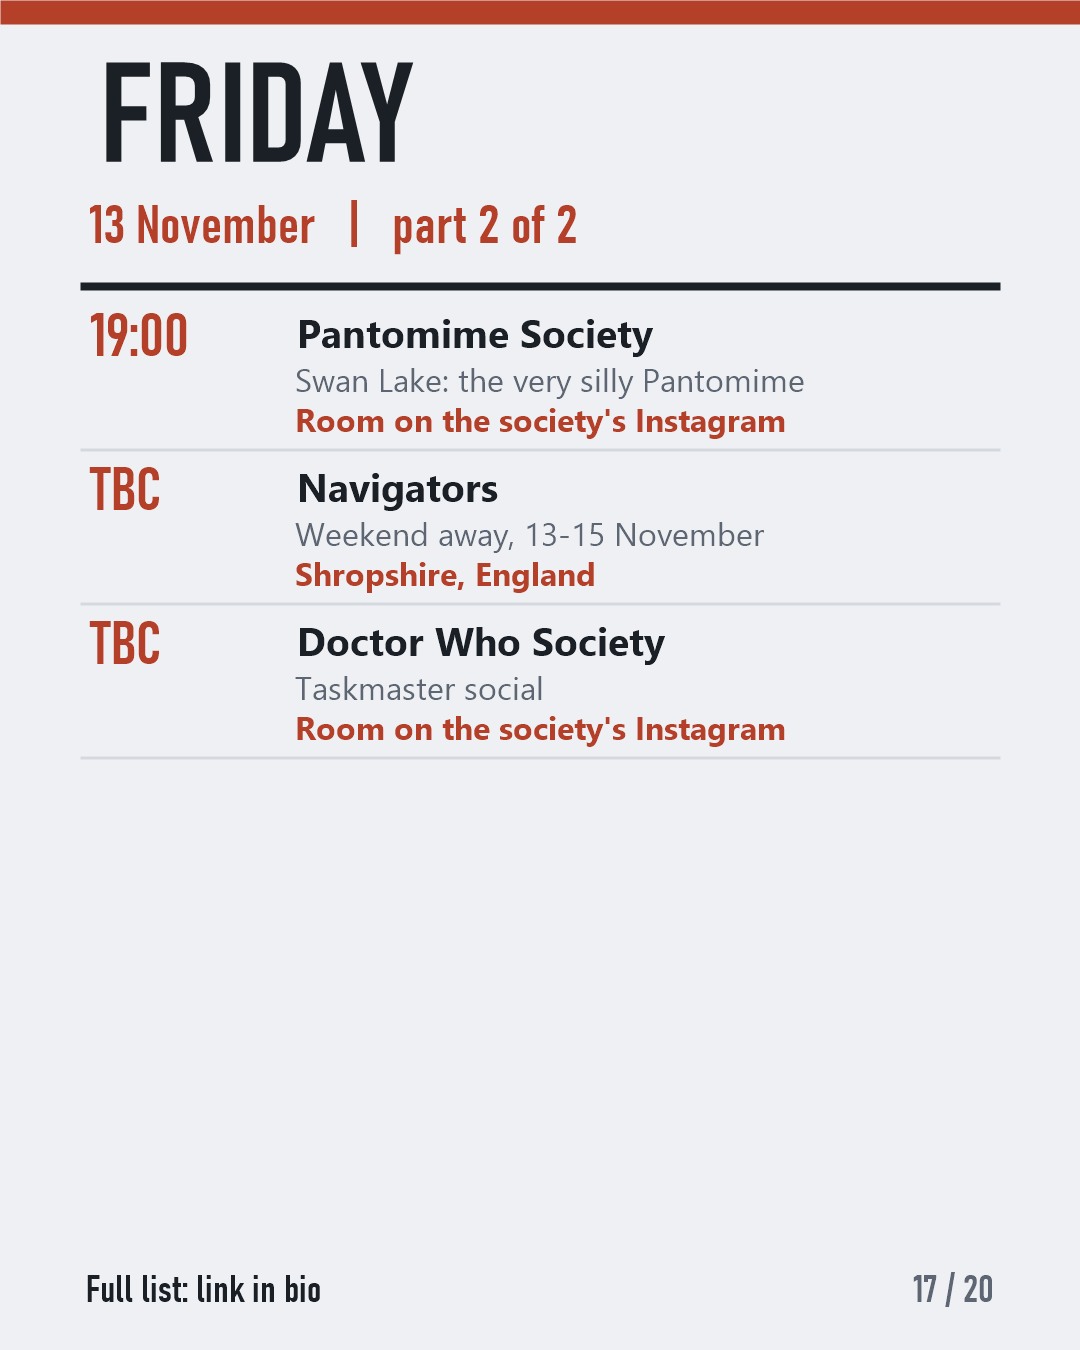 FRIDAY
13 November | part 2 of 2
19:00
Pantomime Society
Swan Lake: the very silly Pantomime
Room on the society's Instagram
TBC
Navigators
Weekend away, 13-15 November
Shropshire, England
TBC
Doctor Who Society
Taskmaster social
Room on the society's Instagram
Full list: link in bio
17 / 20